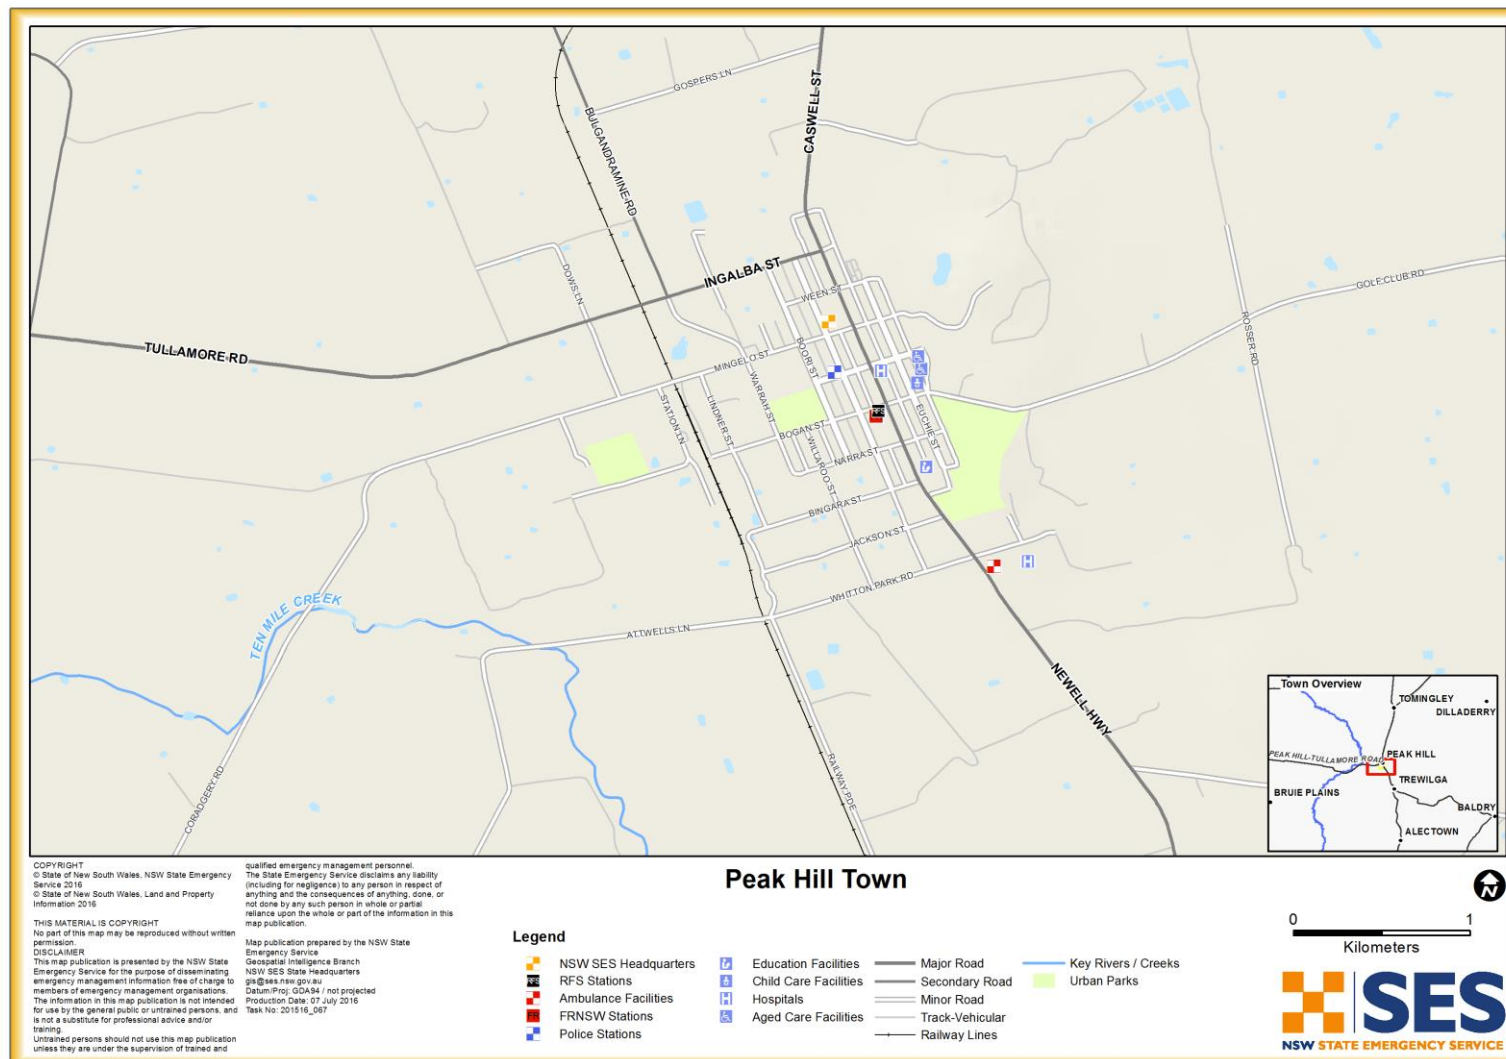 GOSPERS LN
CASWELL ST
BULGANDRAMINE RD
INGALBA ST
DOWS LN
WEEN ST
GOLF CLUB RD
ROSSER RD
TULLAMORE RD
MINGELO ST
BOORI ST
WARRAH ST
STATION LN
LINDNER ST
RFS
EUCHIE ST
BOGAN ST
WILLAROO ST
NARRA ST
BINGARA ST
JACKSON ST
WHITTON PARK RD
TEN MILE CREEK
ATTWELLS LN
NEWELL HWY
RAILWAY PDE
CORADGERY RD
Town Overview
TOMINGLEY
DILLADERRY
PEAK HILL-TULLAMORE ROAD
PEAK HILL
TREWILGA
BRUIE PLAINS
BALDRY
ALECTOWN
COPYRIGHT
© State of New South Wales, NSW State Emergency
Service 2016
© State of New South Wales, Land and Property
Information 2016
THIS MATERIAL IS COPYRIGHT
No part of this map may be reproduced without written
permission.
DISCLAIMER
This map publication is presented by the NSW State
Emergency Service for the purpose of disseminating
emergency management information free of charge to
members of emergency management organisations.
The information in this map publication is not intended
for use by the general public or untrained persons, and
is not a substitute for professional advice and/or
training.
Untrained persons should not use this map publication
unless they are under the supervision of trained and
qualified emergency management personnel.
The State Emergency Service disclaims any liability
(including for negligence) to any person in respect of
anything and the consequences of anything, done, or
not done by any such person in whole or partial
reliance upon the whole or part of the information in this
map publication.
Map publication prepared by the NSW State
Emergency Service
Geospatial Intelligence Branch
NSW SES State Headquarters
gis@ses.nsw.gov.au
Datum/Proj: GDA94 / not projected
Production Date: 07 July 2016
Task No: 201516_067
Peak Hill Town
N
0 1
Kilometers
Legend
NSW SES Headquarters
RFS RFS Stations
Ambulance Facilities
FR FRNSW Stations
Police Stations
Education Facilities
Child Care Facilities
H Hospitals
Aged Care Facilities
Major Road
Secondary Road
Minor Road
Track-Vehicular
Railway Lines
Key Rivers / Creeks
Urban Parks
SES
NSW STATE EMERGENCY SERVICE